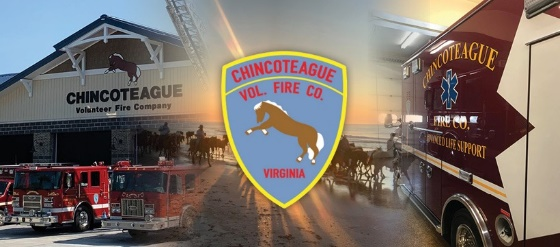 CHINCOTEAGUE
Volunteer Fire Company
CHINCOTEAGUE
VOL. FIRE CO.
VIRGINIA
CHINCOTEAGUE
FIRE CO.
ADVANCED LIFE SUPPORT